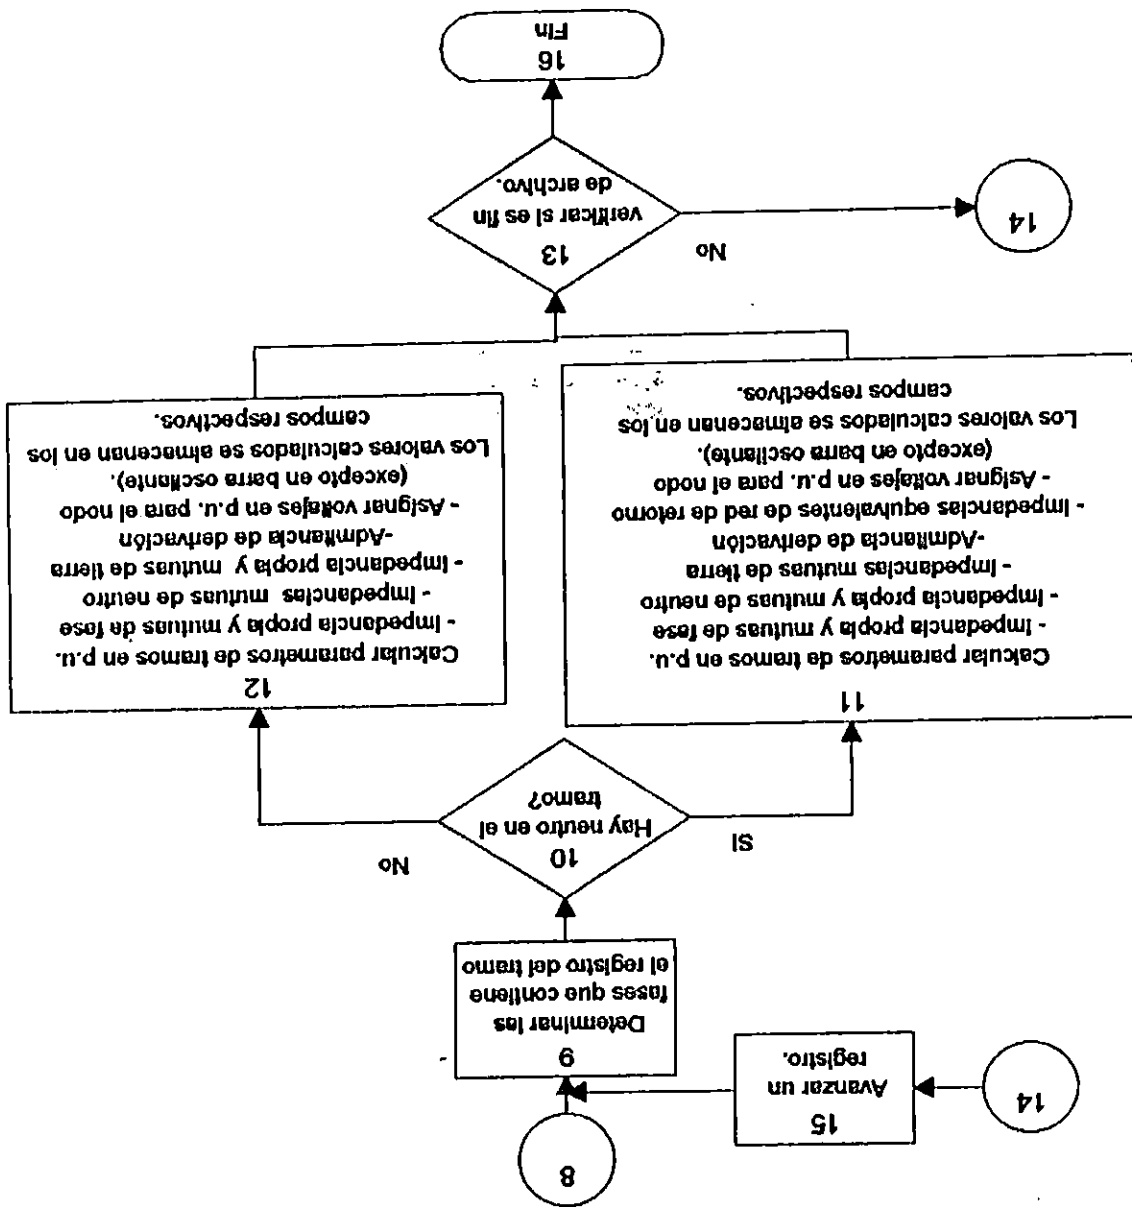 8
14
15
Avanzar un
registro.
9
Determinar las
fases que contiene
el registro del tramo
10
Hay neutro en el
tramo?
SI
No
11
Calcular parametros de tramos en p.u.
- Impedancia propia y mutuas de fase
- Impedancia propia y mutuas de neutro
- Impedancias mutuas de tierra
-Admitancia de derivación
- Impedancias equivalentes de red de retorno
- Asignar voltajes en p.u. para el nodo
(excepto en barra oscilante).
Los valores calculados se almacenan en los
campos respectivos.
12
Calcular parametros de tramos en p.u.
- Impedancia propia y mutuas de fase
- Impedancias mutuas de neutro
- Impedancia propia y mutuas de tierra
-Admitancia de derivación
- Asignar voltajes en p.u. para el nodo
(excepto en barra oscilante).
Los valores calculados se almacenan en los
campos respectivos.
13
verificar si es fin
de archivo.
No
14
16
Fin